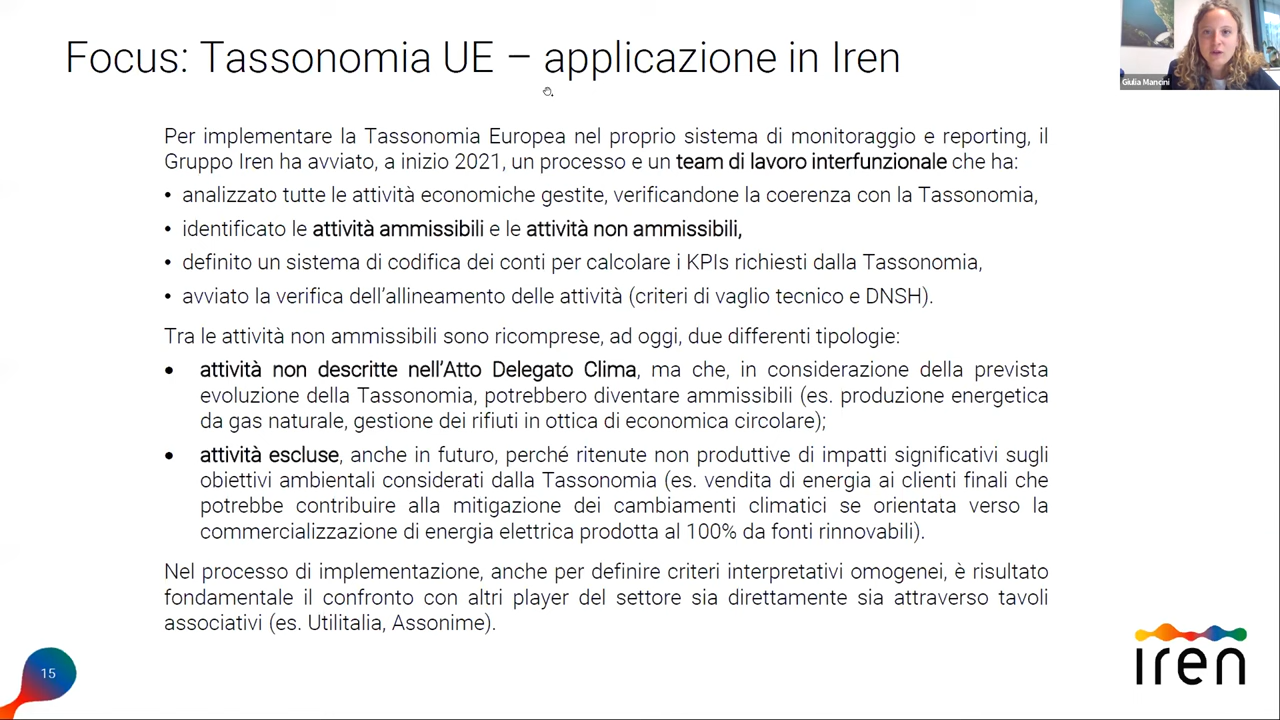 Focus: Tassonomia UE – applicazione in Iren
Giulia Mancini
Per implementare la Tassonomia Europea nel proprio sistema di monitoraggio e reporting, il
Gruppo Iren ha avviato, a inizio 2021, un processo e un team di lavoro interfunzionale che ha:
• analizzato tutte le attività economiche gestite, verificandone la coerenza con la Tassonomia,
• identificato le attività ammissibili e le attività non ammissibili,
• definito un sistema di codifica dei conti per calcolare i KPIs richiesti dalla Tassonomia,
• avviato la verifica dell'allineamento delle attività (criteri di vaglio tecnico e DNSH).
Tra le attività non ammissibili sono ricomprese, ad oggi, due differenti tipologie:
• attività non descritte nell'Atto Delegato Clima, ma che, in considerazione della prevista
evoluzione della Tassonomia, potrebbero diventare ammissibili (es. produzione energetica
da gas naturale, gestione dei rifiuti in ottica di economica circolare);
• attività escluse, anche in futuro, perché ritenute non produttive di impatti significativi sugli
obiettivi ambientali considerati dalla Tassonomia (es. vendita di energia ai clienti finali che
potrebbe contribuire alla mitigazione dei cambiamenti climatici se orientata verso la
commercializzazione di energia elettrica prodotta al 100% da fonti rinnovabili).
Nel processo di implementazione, anche per definire criteri interpretativi omogenei, è risultato
fondamentale il confronto con altri player del settore sia direttamente sia attraverso tavoli
associativi (es. Utilitalia, Assonime).
15
iren